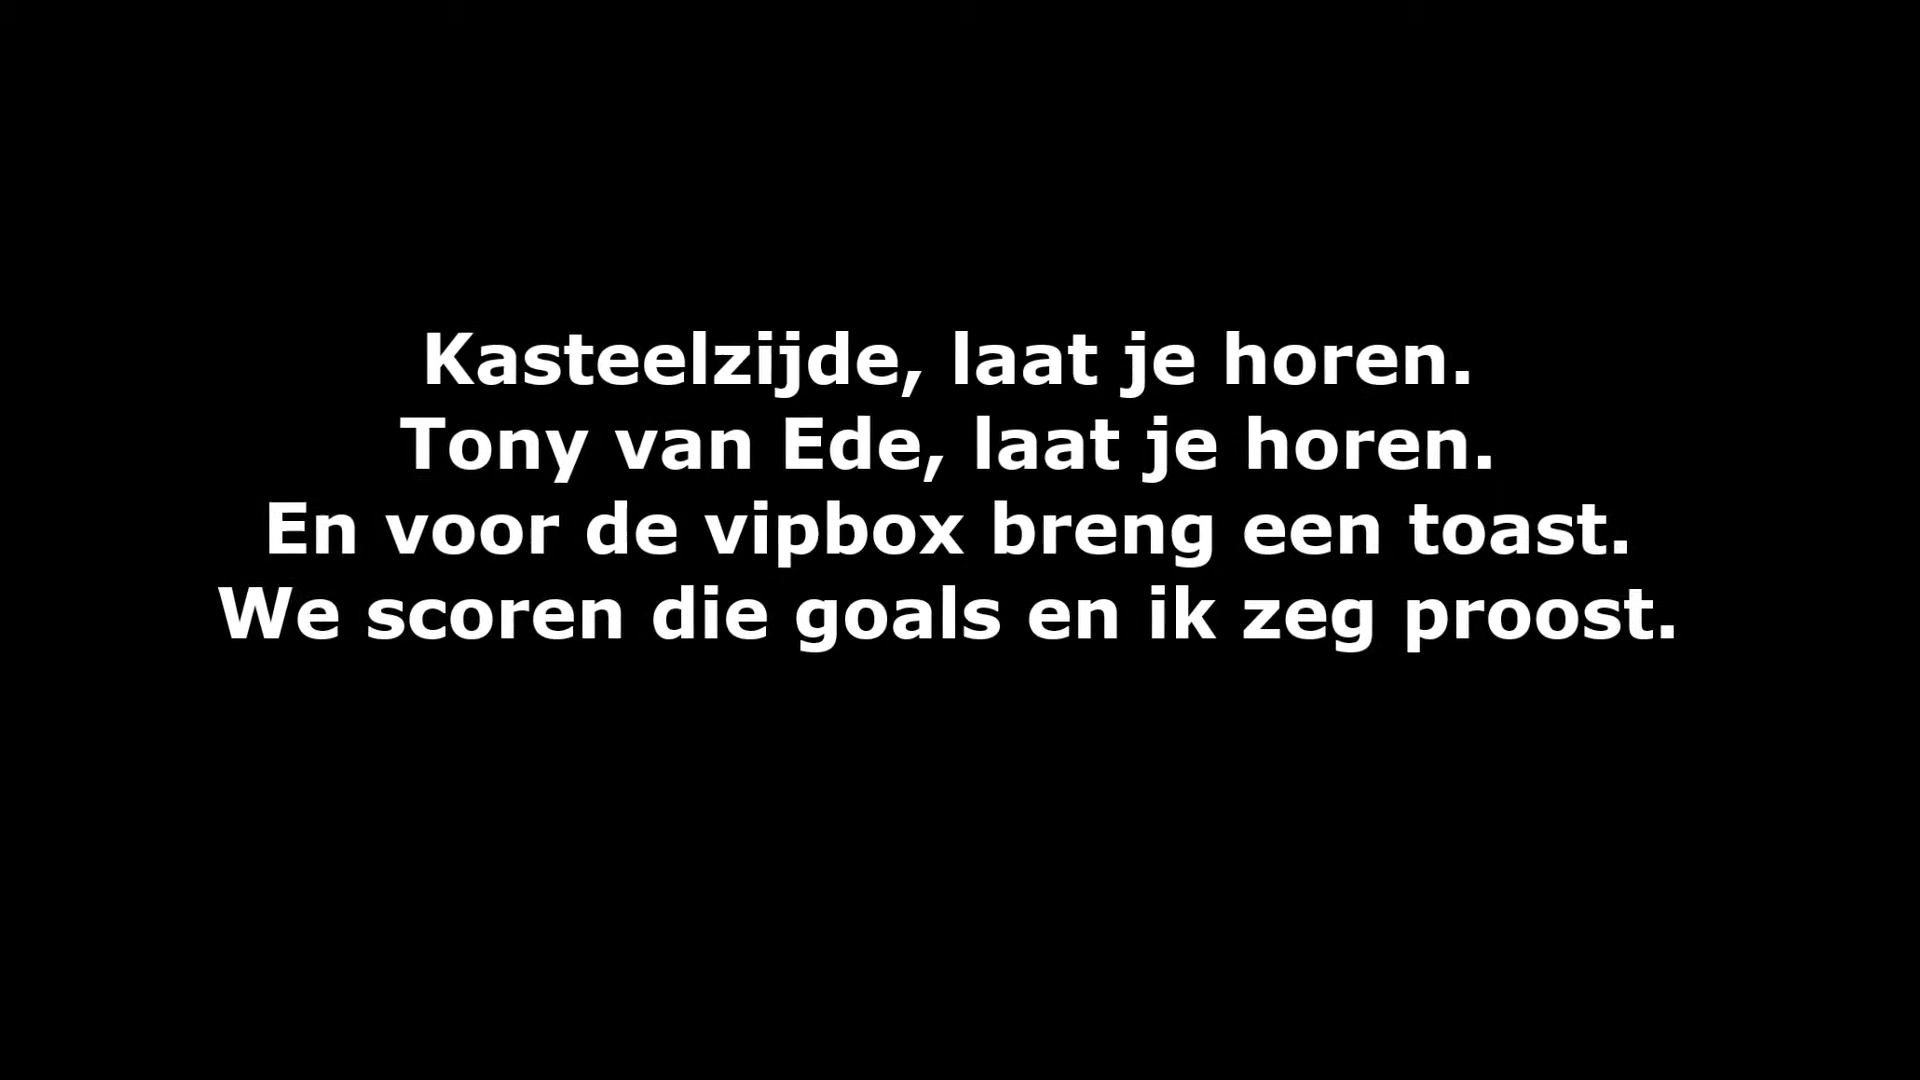 Kasteelzijde, laat je horen.
Tony van Ede, laat je horen.
En voor de vipbox breng een toast.
We scoren die goals en ik zeg proost.